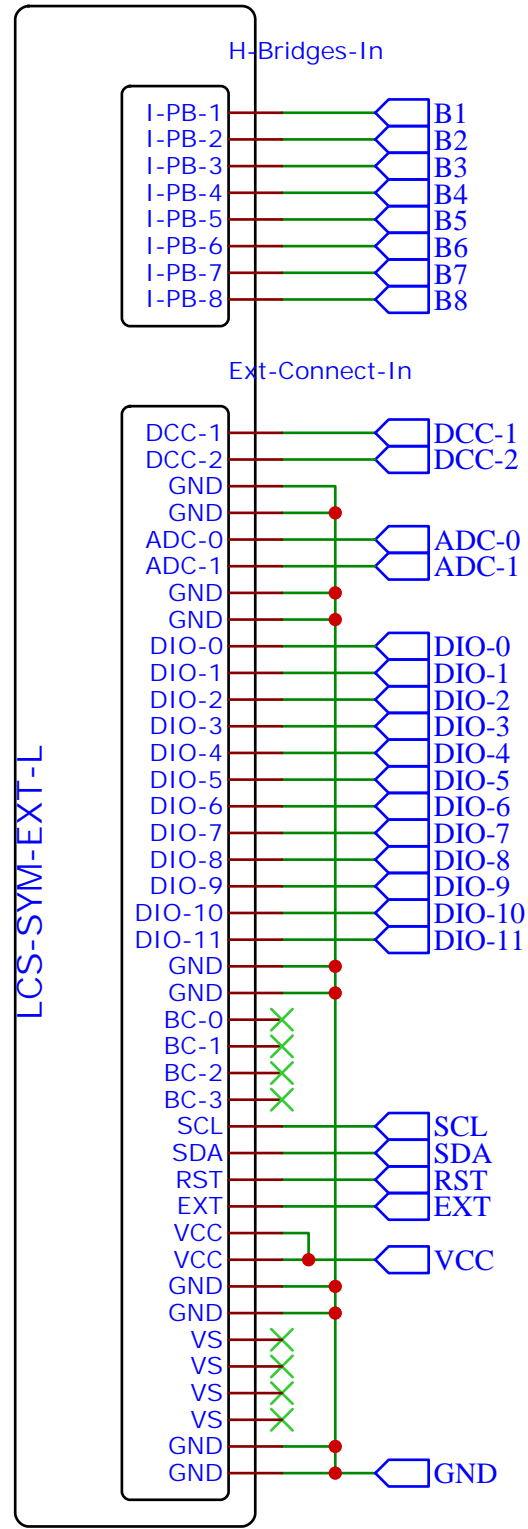 H-Bridges-In
I-PB-1 B1
I-PB-2 B2
I-PB-3 B3
I-PB-4 B4
I-PB-5 B5
I-PB-6 B6
I-PB-7 B7
I-PB-8 B8
Ext-Connect-In
DCC-1 DCC-1
DCC-2 DCC-2
GND
GND
ADC-0 ADC-0
ADC-1 ADC-1
GND
GND
DIO-0 DIO-0
DIO-1 DIO-1
DIO-2 DIO-2
DIO-3 DIO-3
DIO-4 DIO-4
DIO-5 DIO-5
DIO-6 DIO-6
DIO-7 DIO-7
DIO-8 DIO-8
DIO-9 DIO-9
DIO-10 DIO-10
DIO-11 DIO-11
GND
GND
BC-0
BC-1
BC-2
BC-3
SCL SCL
SDA SDA
RST RST
EXT EXT
VCC
VCC VCC
GND
GND
VS
VS
VS
VS
GND
GND GND
LCS-SYM-EXT-L